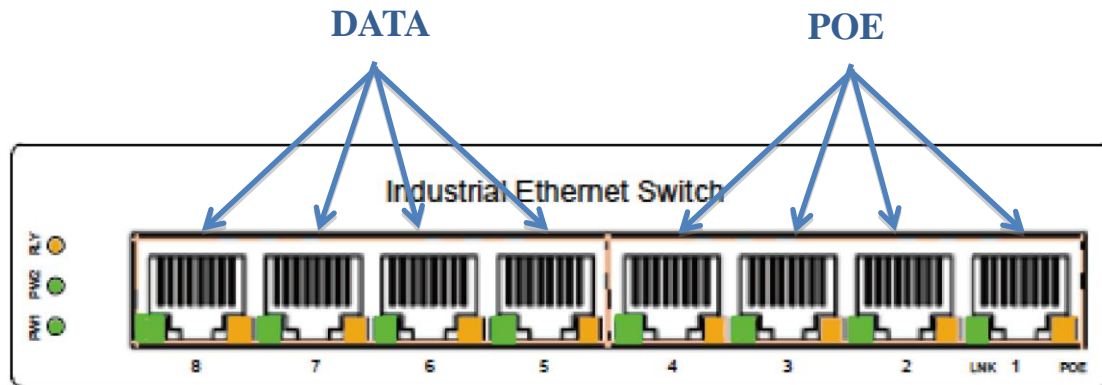 DATA POE
Industrial Ethernet Switch
RLY
PW2
PW1
8 7 6 5 4 3 2 LNK 1 POE